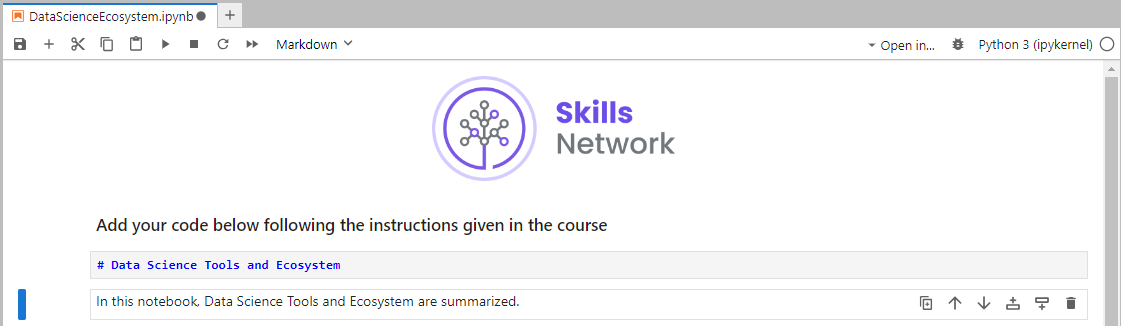 DataScienceEcosystem.ipynb
Markdown
Open in...
Python 3 (ipykernel)
Skills
Network
Add your code below following the instructions given in the course
# Data Science Tools and Ecosystem
In this notebook, Data Science Tools and Ecosystem are summarized.